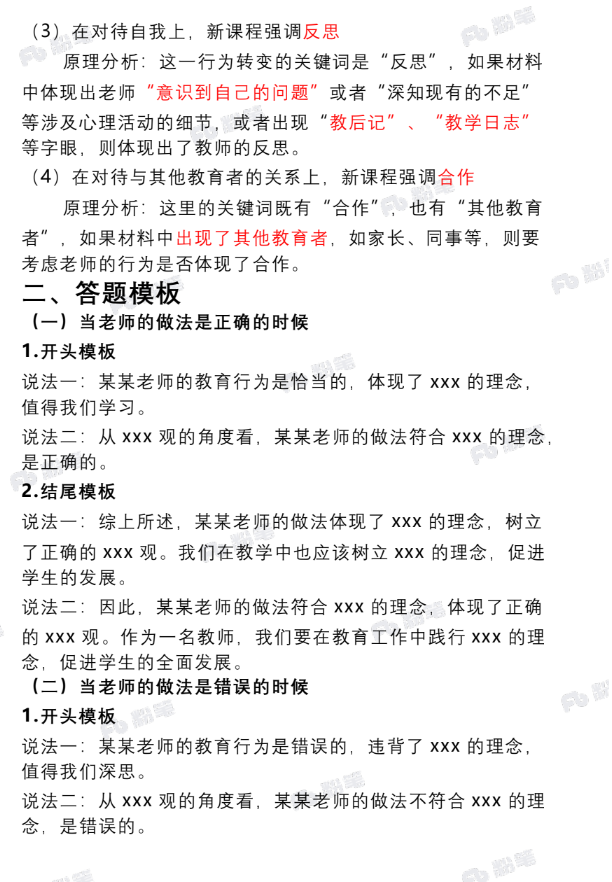 （3）在对待自我上，新课程强调反思
原理分析：这一行为转变的关键词是“反思”，如果材料
中体现出老师“意识到自己的问题”或者“深知现有的不足”
等涉及心理活动的细节，或者出现“教后记”、“教学日志”
等字眼，则体现出了教师的反思。
（4）在对待与其他教育者的关系上，新课程强调合作
原理分析：这里的关键词既有“合作”，也有“其他教育
者”，如果材料中出现了其他教育者，如家长、同事等，则要
考虑老师的行为是否体现了合作。
二、答题模板
（一）当老师的做法是正确的时候
1.开头模板
说法一：某某老师的教育行为是恰当的，体现了 xxx 的理念，
值得我们学习。
说法二：从 xxx 观的角度看，某某老师的做法符合 xxx 的理念，
是正确的。
2.结尾模板
说法一：综上所述，某某老师的做法体现了 xxx 的理念，树立
了正确的 xxx 观。我们在教学中也应该树立 xxx 的理念，促进
学生的发展。
说法二：因此，某某老师的做法符合 xxx 的理念，体现了正确
的 xxx 观。作为一名教师，我们要在教育工作中践行 xxx 的理
念，促进学生的全面发展。
（二）当老师的做法是错误的时候
1.开头模板
说法一：某某老师的教育行为是错误的，违背了 xxx 的理念，
值得我们深思。
说法二：从 xxx 观的角度看，某某老师的做法不符合 xxx 的理
念，是错误的。